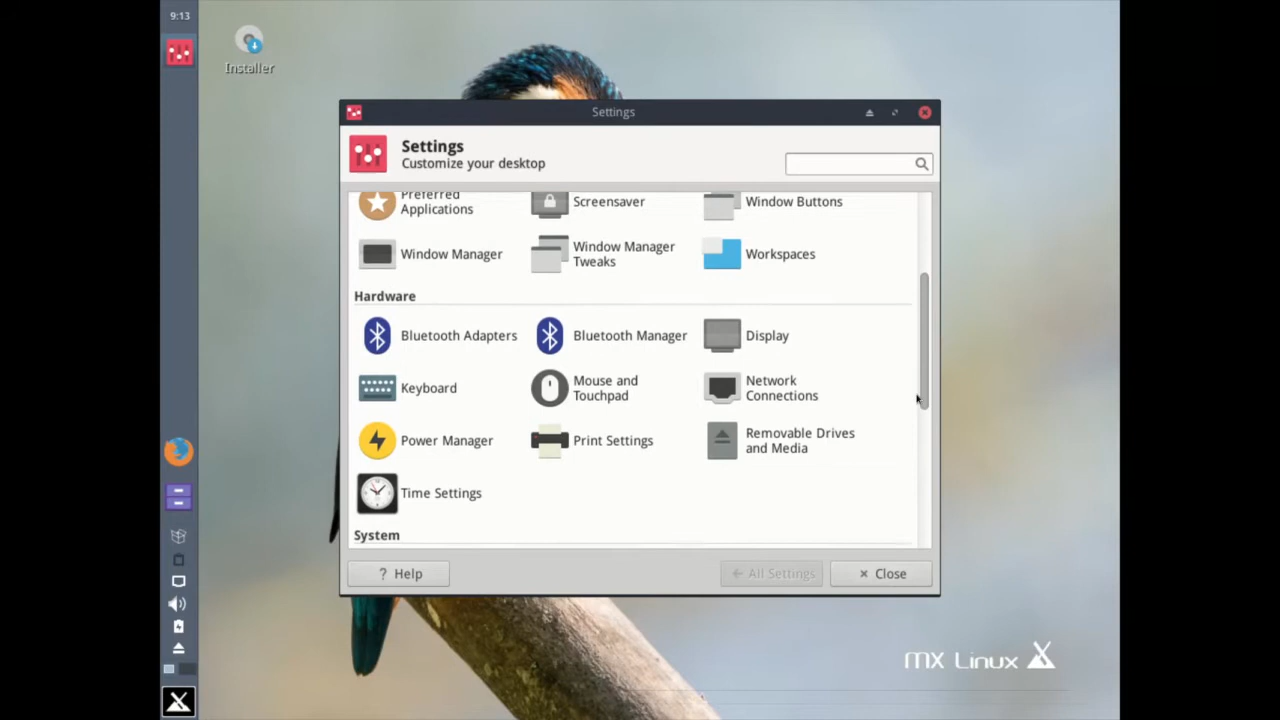 9:13
Installer
Settings
Settings
Customize your desktop
Preferred
Applications
Screensaver
Window Buttons
Window Manager
Window Manager
Tweaks
Workspaces
Hardware
Bluetooth Adapters
Bluetooth Manager
Display
Keyboard
Mouse and
Touchpad
Network
Connections
Power Manager
Print Settings
Removable Drives
and Media
Time Settings
System
? Help
All Settings
Close
MX Linux